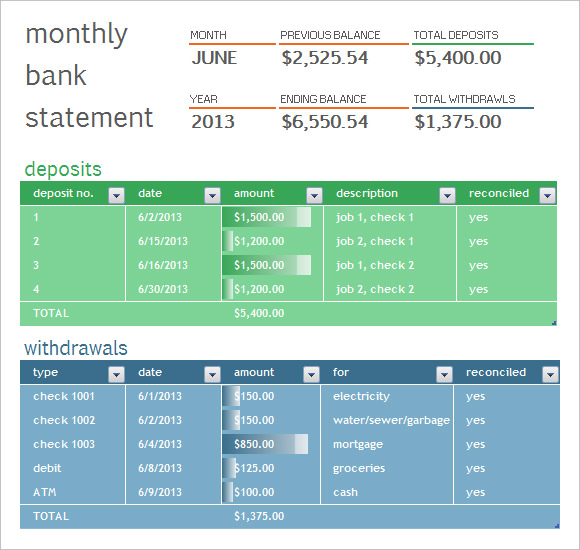 monthly
bank
statement
MONTH PREVIOUS BALANCE TOTAL DEPOSITS
JUNE $2,525.54 $5,400.00
YEAR ENDING BALANCE TOTAL WITHDRAWLS
2013 $6,550.54 $1,375.00
deposits
deposit no. date amount description reconciled
1 6/2/2013 $1,500.00 job 1, check 1 yes
2 6/15/2013 $1,200.00 job 2, check 1 yes
3 6/16/2013 $1,500.00 job 1, check 2 yes
4 6/30/2013 $1,200.00 job 2, check 2 yes
TOTAL $5,400.00
withdrawals
type date amount for reconciled
check 1001 6/1/2013 $150.00 electricity yes
check 1002 6/2/2013 $150.00 water/sewer/garbage yes
check 1003 6/4/2013 $850.00 mortgage yes
debit 6/8/2013 $125.00 groceries yes
ATM 6/9/2013 $100.00 cash yes
TOTAL $1,375.00